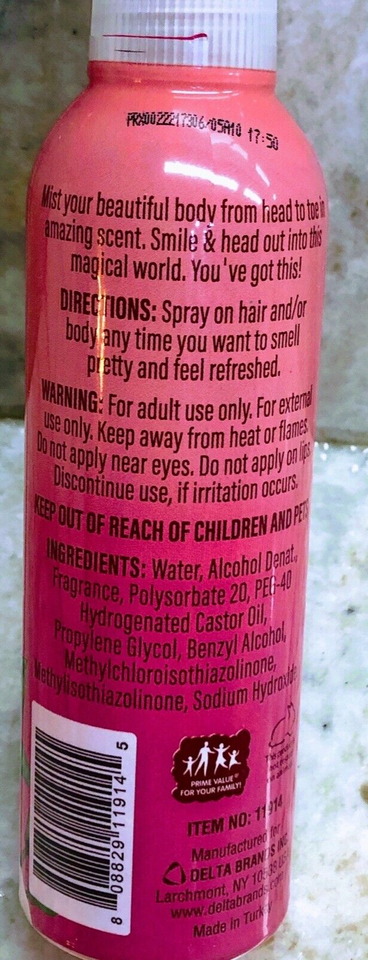 17:50
Mist your beautiful body from head to toe in
amazing scent. Smile & head out into this
magical world. You've got this!
DIRECTIONS: Spray on hair and/or
body any time you want to smell
pretty and feel refreshed.
WARNING: For adult use only. For external
use only. Keep away from heat or flames.
Do not apply near eyes. Do not apply on lips.
Discontinue use, if irritation occurs.
KEEP OUT OF REACH OF CHILDREN AND PETS.
INGREDIENTS: Water, Alcohol Denat.,
Fragrance, Polysorbate 20, PEG-40
Hydrogenated Castor Oil,
Propylene Glycol, Benzyl Alcohol,
Methylchloroisothiazolinone,
Methylisothiazolinone, Sodium Hydroxide
PRIME VALUE®
FOR YOUR FAMILY!
8 08829 11914 5
ITEM NO: 11914
Manufactured for
DELTA BRANDS INC.
Larchmont, NY 10538
www.deltabrands
Made in Turkey